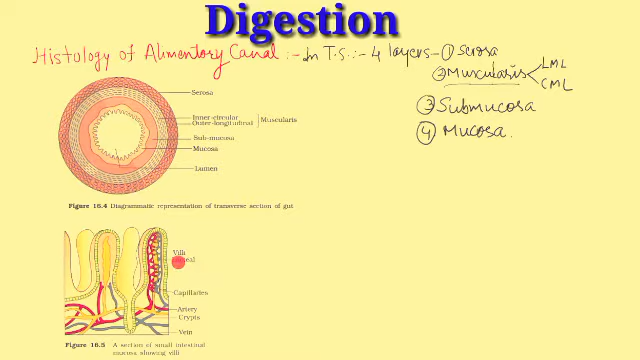 Digestion
Histology of Alimentory Canal :- In T.S. :- 4 layers- ① Serosa
② Muscularis < LML
CML
③ Submucosa
④ Mucosa.
Serosa
Inner-circular
Outer-longitudinal
Muscularis
Sub-mucosa
Mucosa
Lumen
Figure 16.4 Diagrammatic representation of transverse section of gut
Villi
Capillaries
Artery
Crypts
Vein
Figure 16.5 A section of small intestinal
mucosa showing villi